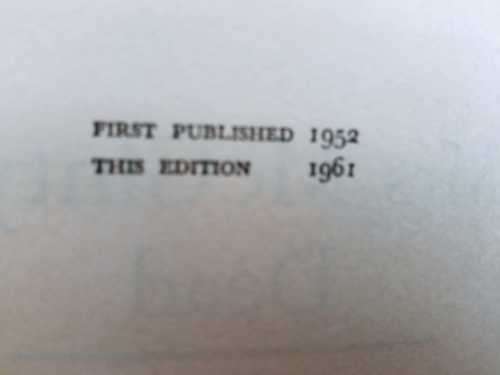 FIRST PUBLISHED 1952
THIS EDITION 1961